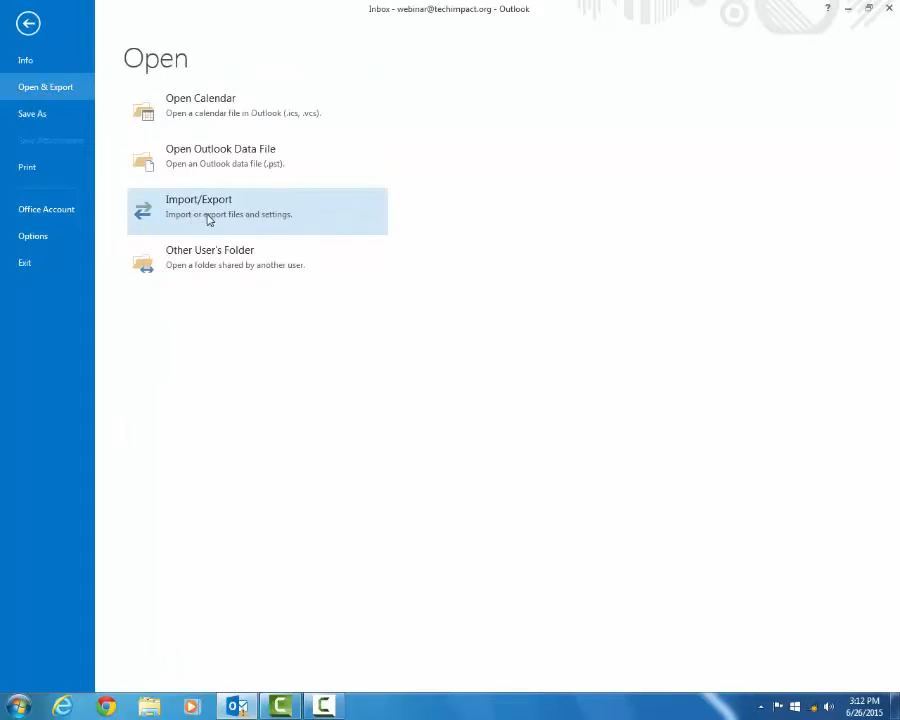 Inbox - webinar@techimpact.org - Outlook
?
Info
Open & Export
Save As
Save Attachments
Print
Office Account
Options
Exit
Open
Open Calendar
Open a calendar file in Outlook (.ics, .vcs).
Open Outlook Data File
Open an Outlook data file (.pst).
Import/Export
Import or export files and settings.
Other User's Folder
Open a folder shared by another user.
3:12 PM
6/26/2015